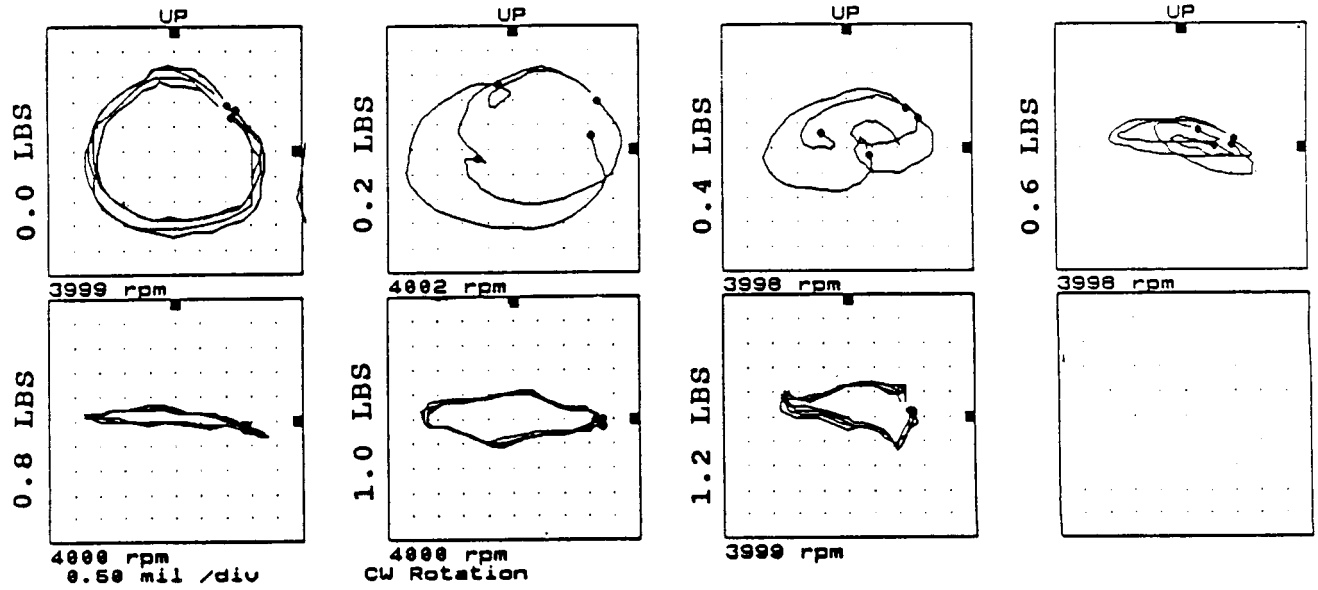 UP
UP
UP
UP
0.0 LBS
0.2 LBS
0.4 LBS
0.6 LBS
3999 rpm
4002 rpm
3998 rpm
3998 rpm
0.8 LBS
1.0 LBS
1.2 LBS
4000 rpm
4000 rpm
3999 rpm
0.50 mil /div
CW Rotation